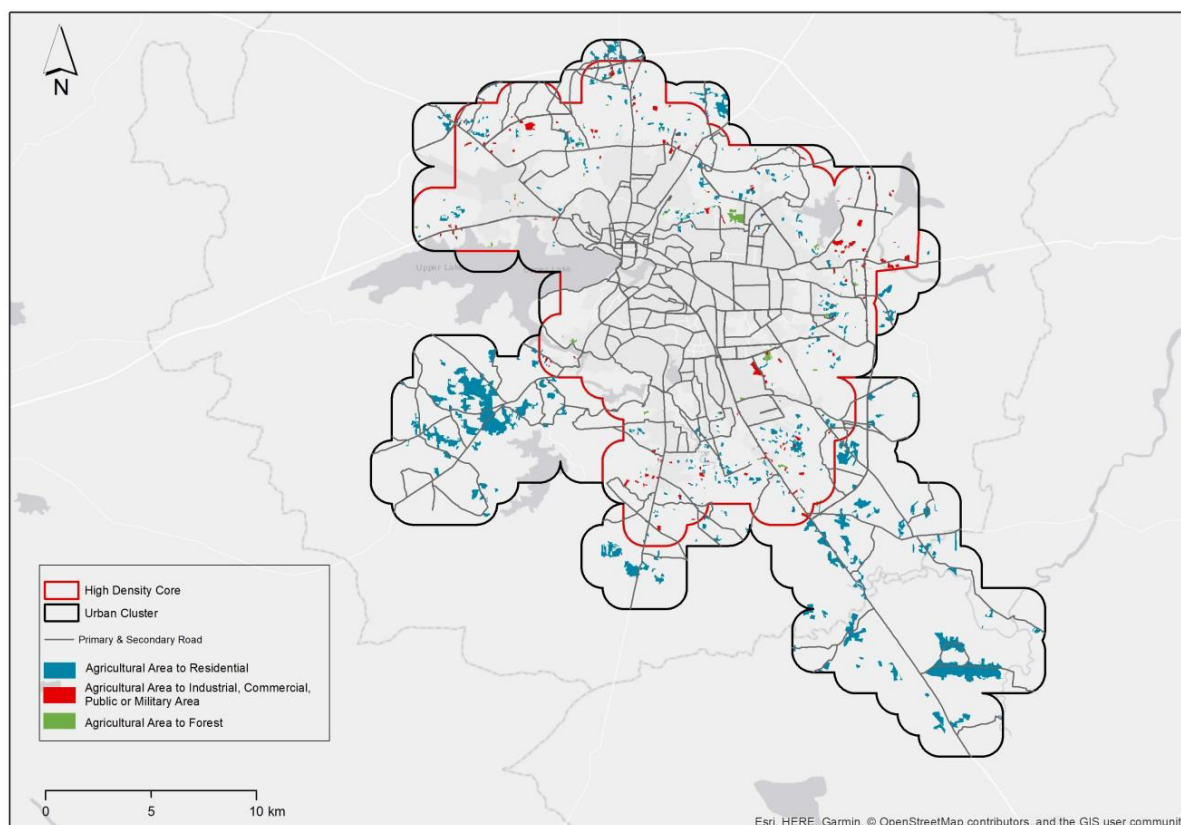 N
Upper Lake
High Density Core
Urban Cluster
Primary & Secondary Road
Agricultural Area to Residential
Agricultural Area to Industrial, Commercial,
Public or Military Area
Agricultural Area to Forest
0 5 10 km
Esri, HERE, Garmin, © OpenStreetMap contributors, and the GIS user communit